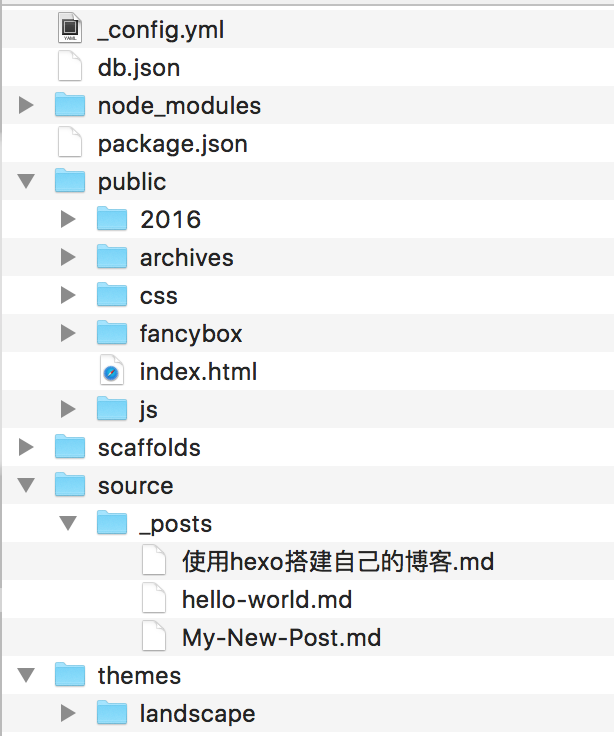 _config.yml
db.json
node_modules
package.json
public
2016
archives
css
fancybox
index.html
js
scaffolds
source
_posts
使用hexo搭建自己的博客.md
hello-world.md
My-New-Post.md
themes
landscape